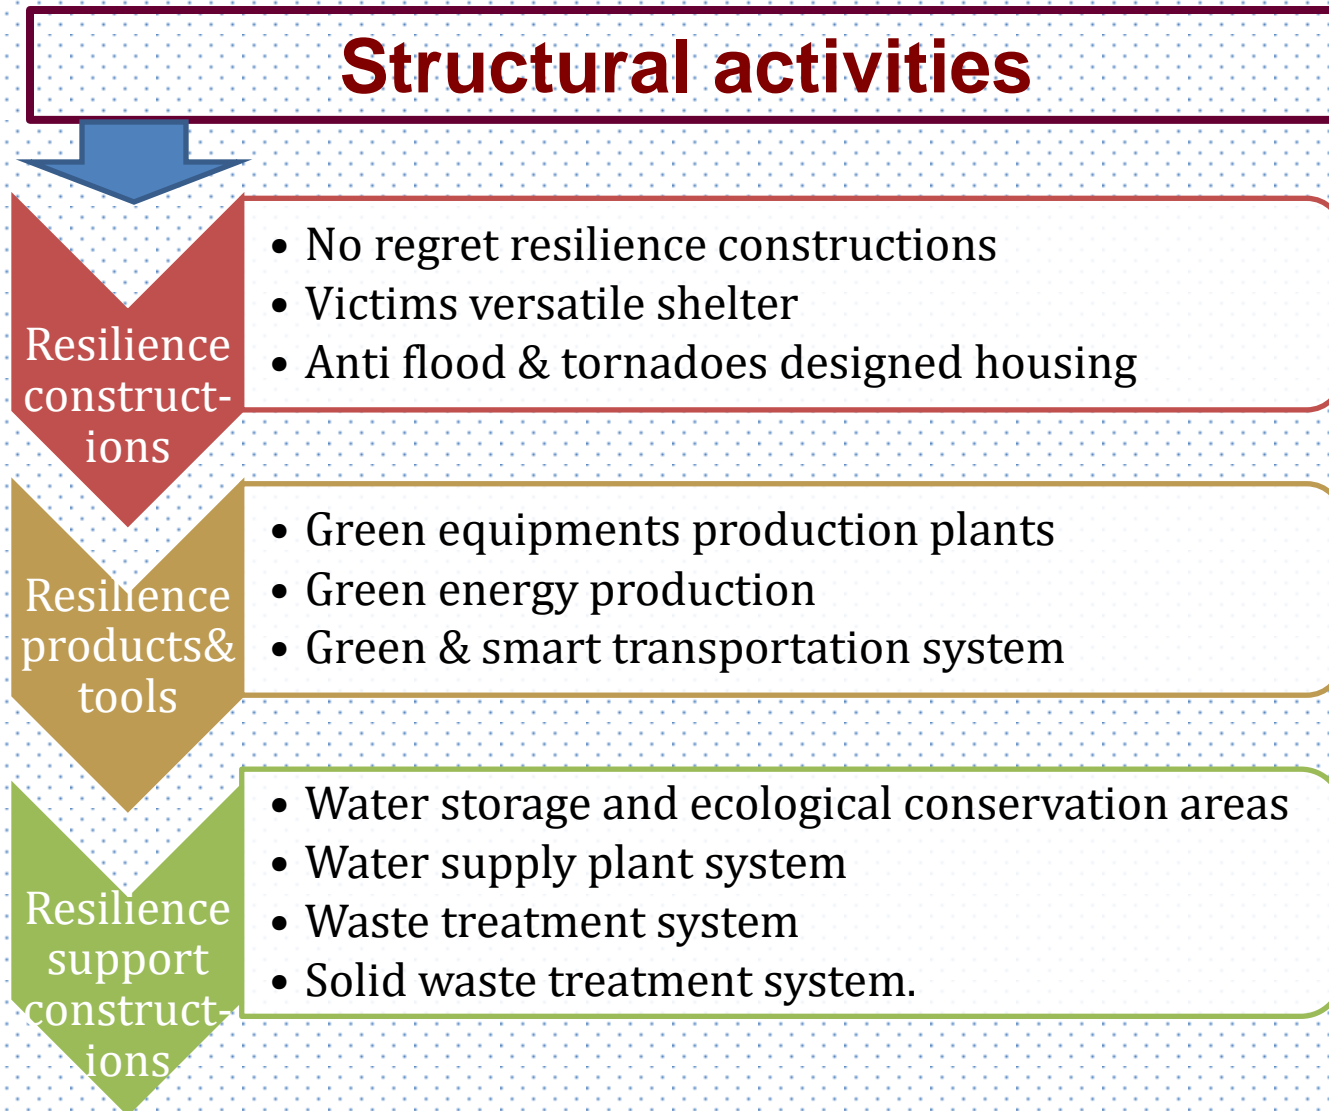 Structural activities
Resilience
construct-
ions
• No regret resilience constructions
• Victims versatile shelter
• Anti flood & tornadoes designed housing
Resilience
products&
tools
• Green equipments production plants
• Green energy production
• Green & smart transportation system
Resilience
support
construct-
ions
• Water storage and ecological conservation areas
• Water supply plant system
• Waste treatment system
• Solid waste treatment system.